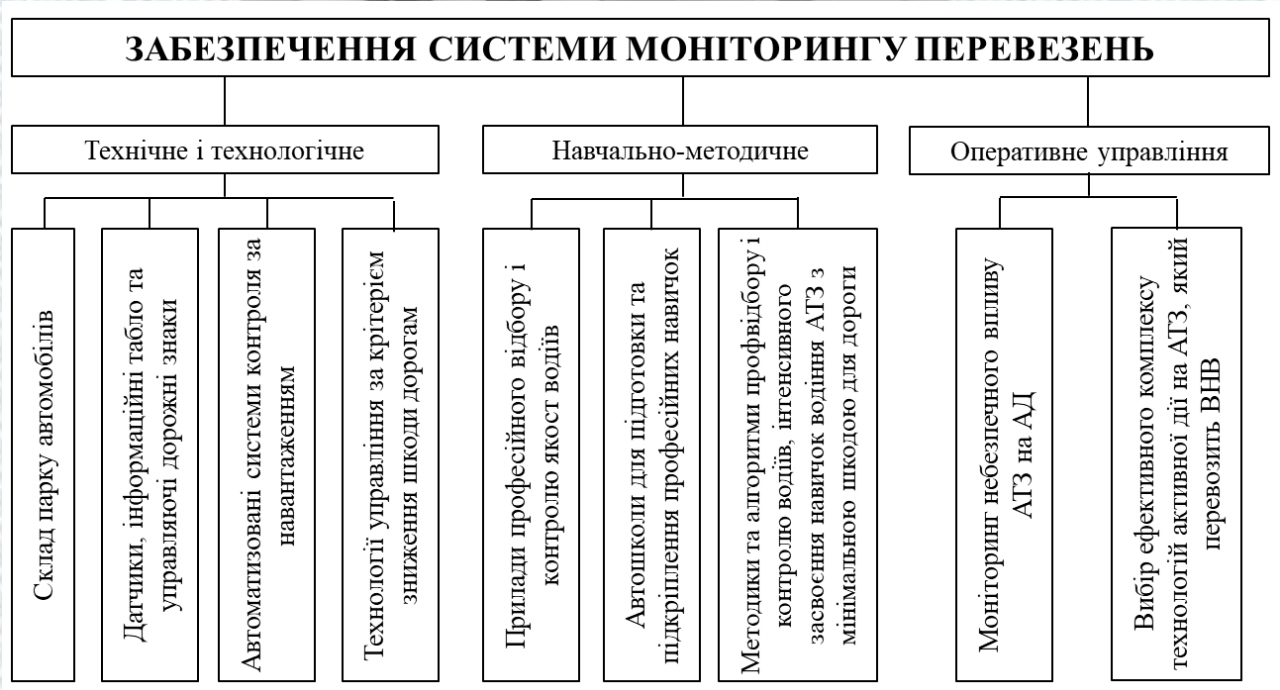 ЗАБЕЗПЕЧЕННЯ СИСТЕМИ МОНІТОРИНГУ ПЕРЕВЕЗЕНЬ
Технічне і технологічне
Навчально-методичне
Оперативне управління
Склад парку автомобілів
Датчики, інформаційні табло та
управляючі дорожні знаки
Автоматизовані системи контроля за
навантаженням
Технології управління за крітерієм
зниження шкоди дорогам
Прилади професійного відбору і
контролю якост водіїв
Автошколи для підготовки та
підкріплення професійних навичок
Методики та алгоритми профвідбору і
контролю водіїв, інтенсивного
засвоєння навичок водіння АТЗ з
мінімальною шкодою для дороги
Моніторинг небезпечного впливу
АТЗ на АД
Вибір ефективного комплексу
технологій активної дії на АТЗ, який
перевозить ВНВ